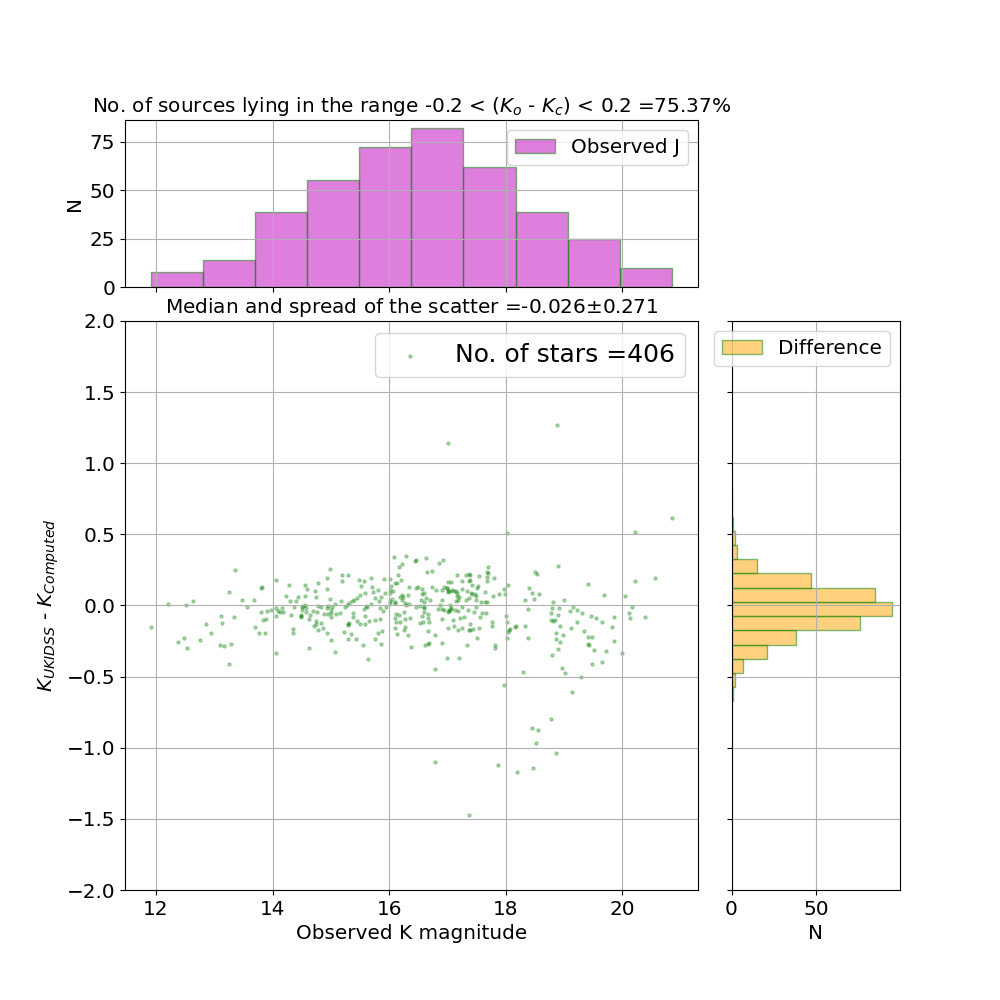 No. of sources lying in the range -0.2 < (Kₒ - K_c) < 0.2 =75.37%
75
50
25
0
N
Observed J
Median and spread of the scatter =-0.026±0.271
2.0
1.5
1.0
0.5
0.0
−0.5
−1.0
−1.5
−2.0
K_UKIDSS - K_Computed
No. of stars =406
12 14 16 18 20
Observed K magnitude
Difference
0 50
N